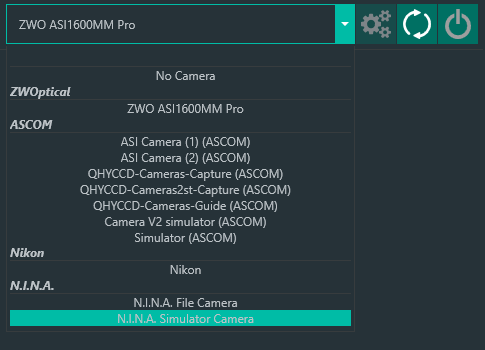 ZWO ASI1600MM Pro
No Camera
ZWOptical
ZWO ASI1600MM Pro
ASCOM
ASI Camera (1) (ASCOM)
ASI Camera (2) (ASCOM)
QHYCCD-Cameras-Capture (ASCOM)
QHYCCD-Cameras2st-Capture (ASCOM)
QHYCCD-Cameras-Guide (ASCOM)
Camera V2 simulator (ASCOM)
Simulator (ASCOM)
Nikon
Nikon
N.I.N.A.
N.I.N.A. File Camera
N.I.N.A. Simulator Camera